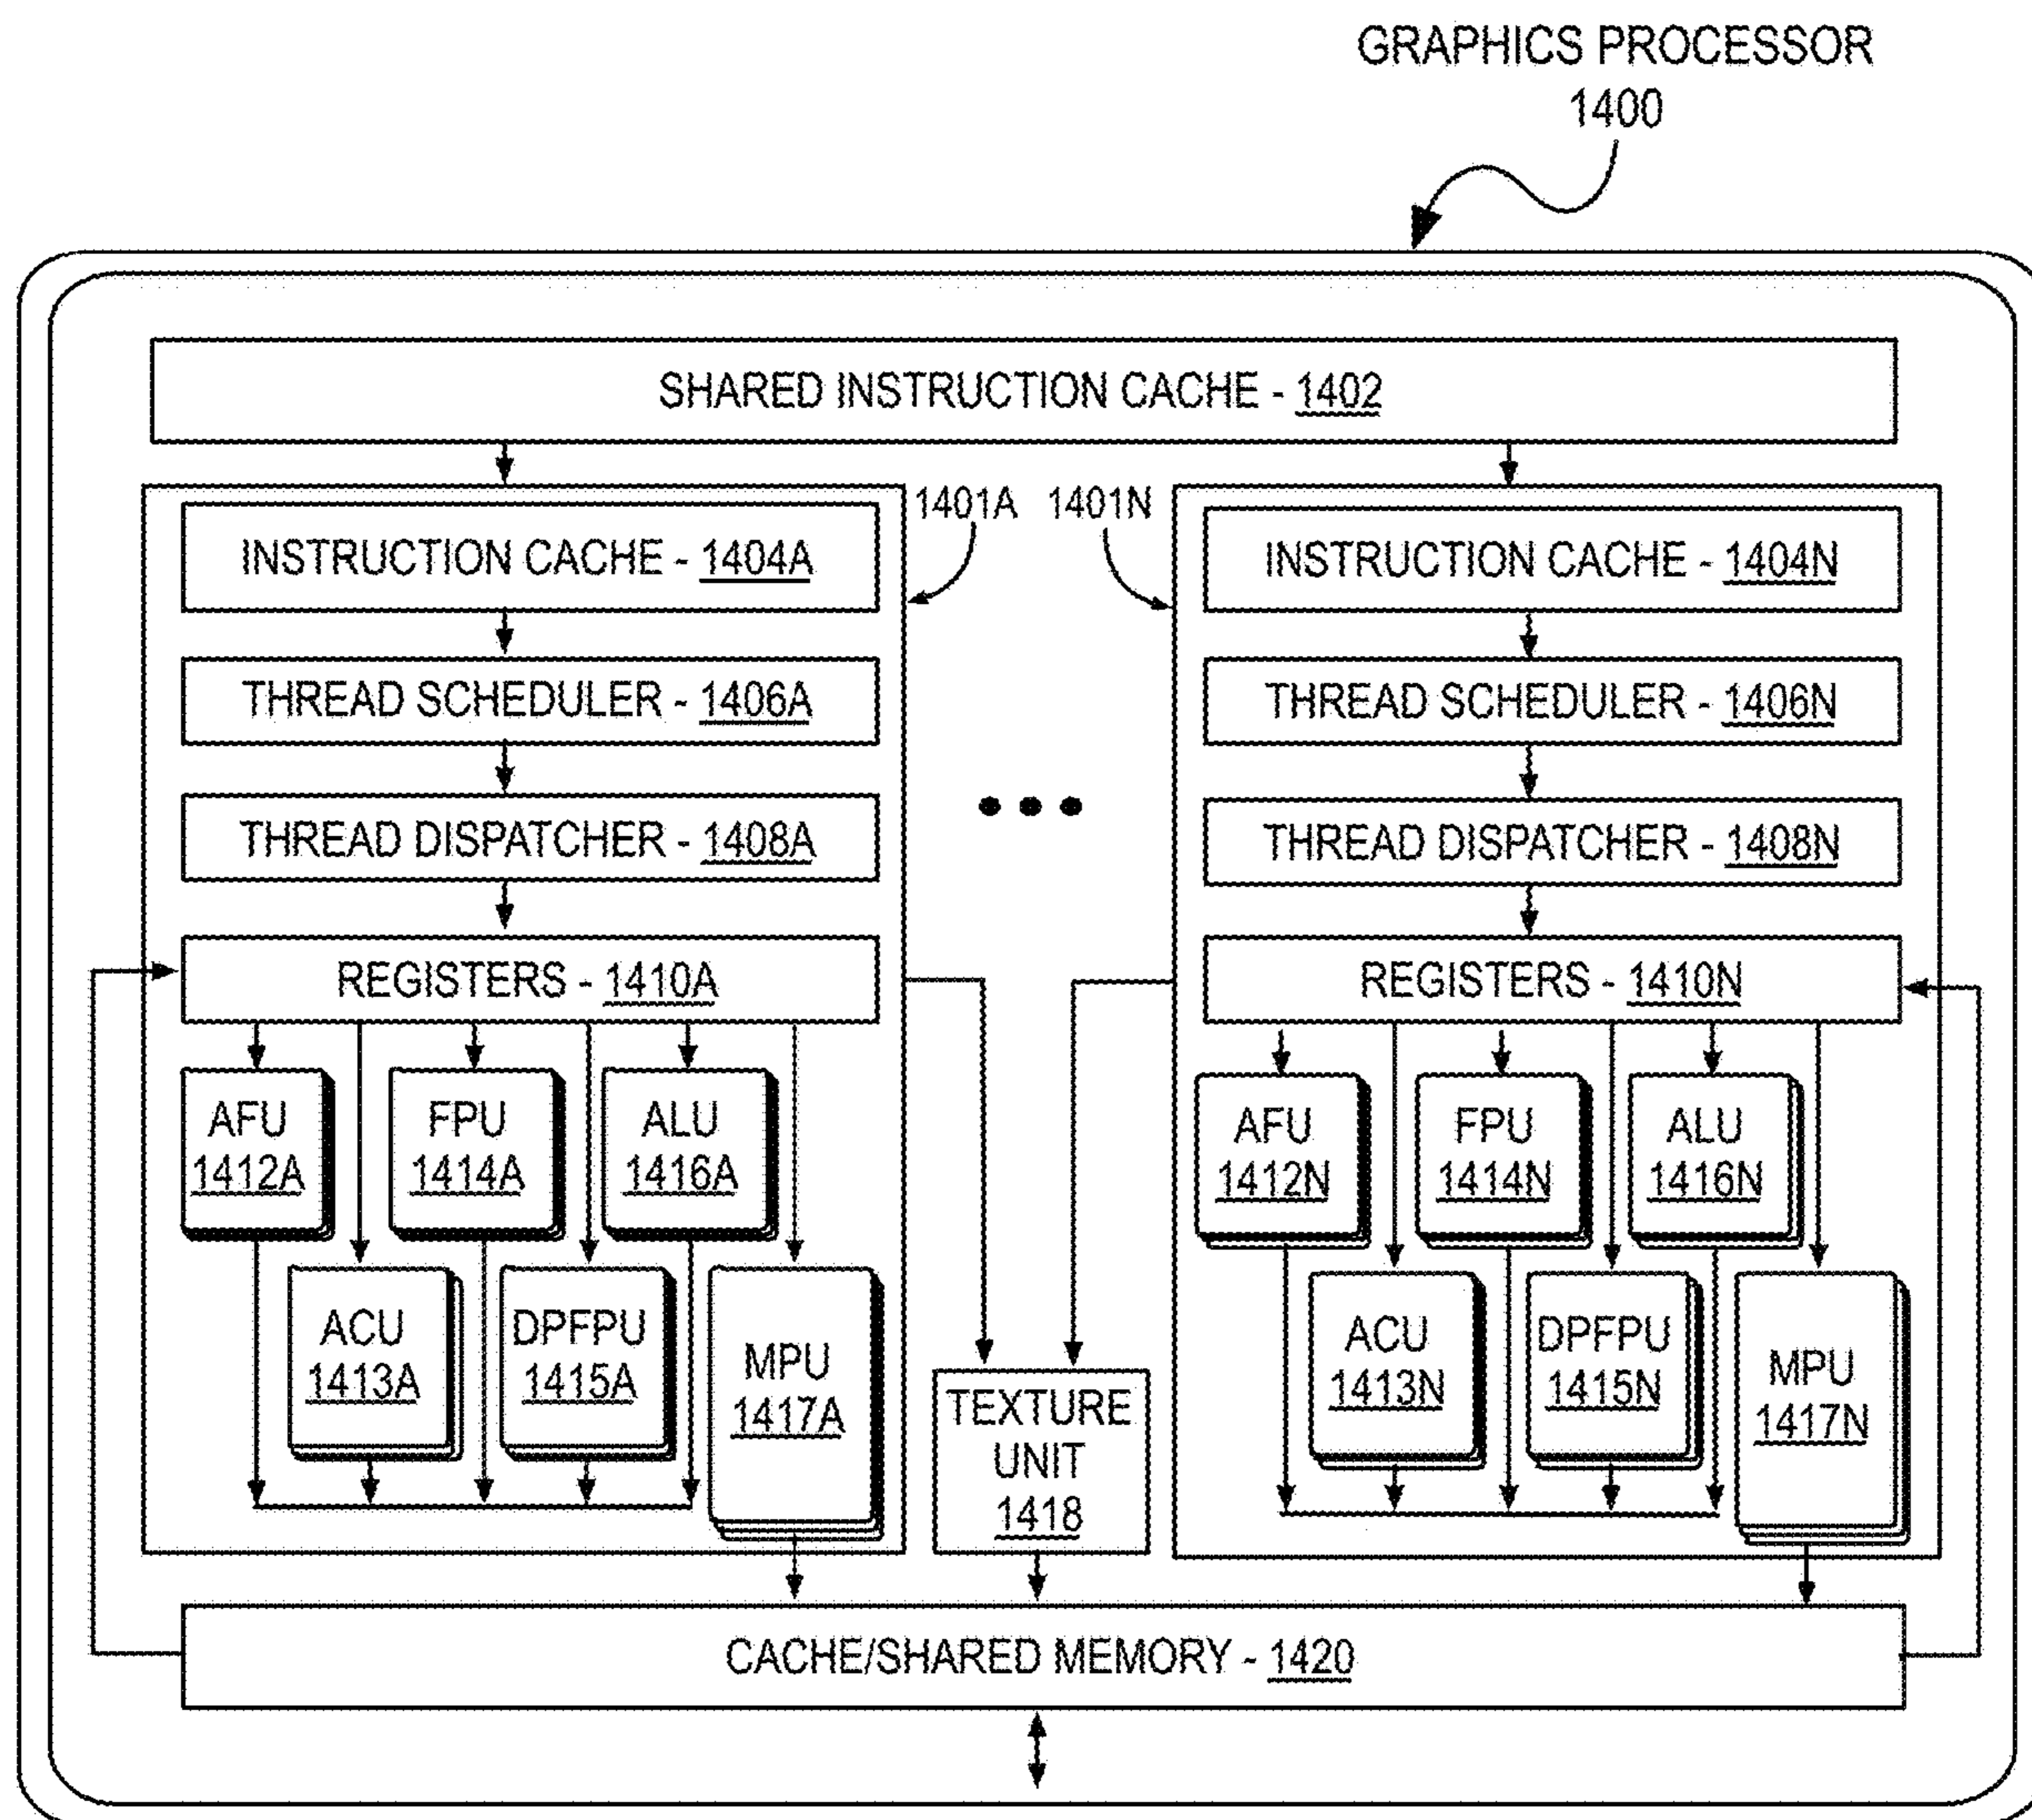 GRAPHICS PROCESSOR
1400
SHARED INSTRUCTION CACHE - 1402
1401A
1401N
INSTRUCTION CACHE - 1404A
THREAD SCHEDULER - 1406A
THREAD DISPATCHER - 1408A
REGISTERS - 1410A
AFU
1412A
FPU
1414A
ALU
1416A
ACU
1413A
DPFPU
1415A
MPU
1417A
TEXTURE
UNIT
1418
INSTRUCTION CACHE - 1404N
THREAD SCHEDULER - 1406N
THREAD DISPATCHER - 1408N
REGISTERS - 1410N
AFU
1412N
FPU
1414N
ALU
1416N
ACU
1413N
DPFPU
1415N
MPU
1417N
CACHE/SHARED MEMORY - 1420